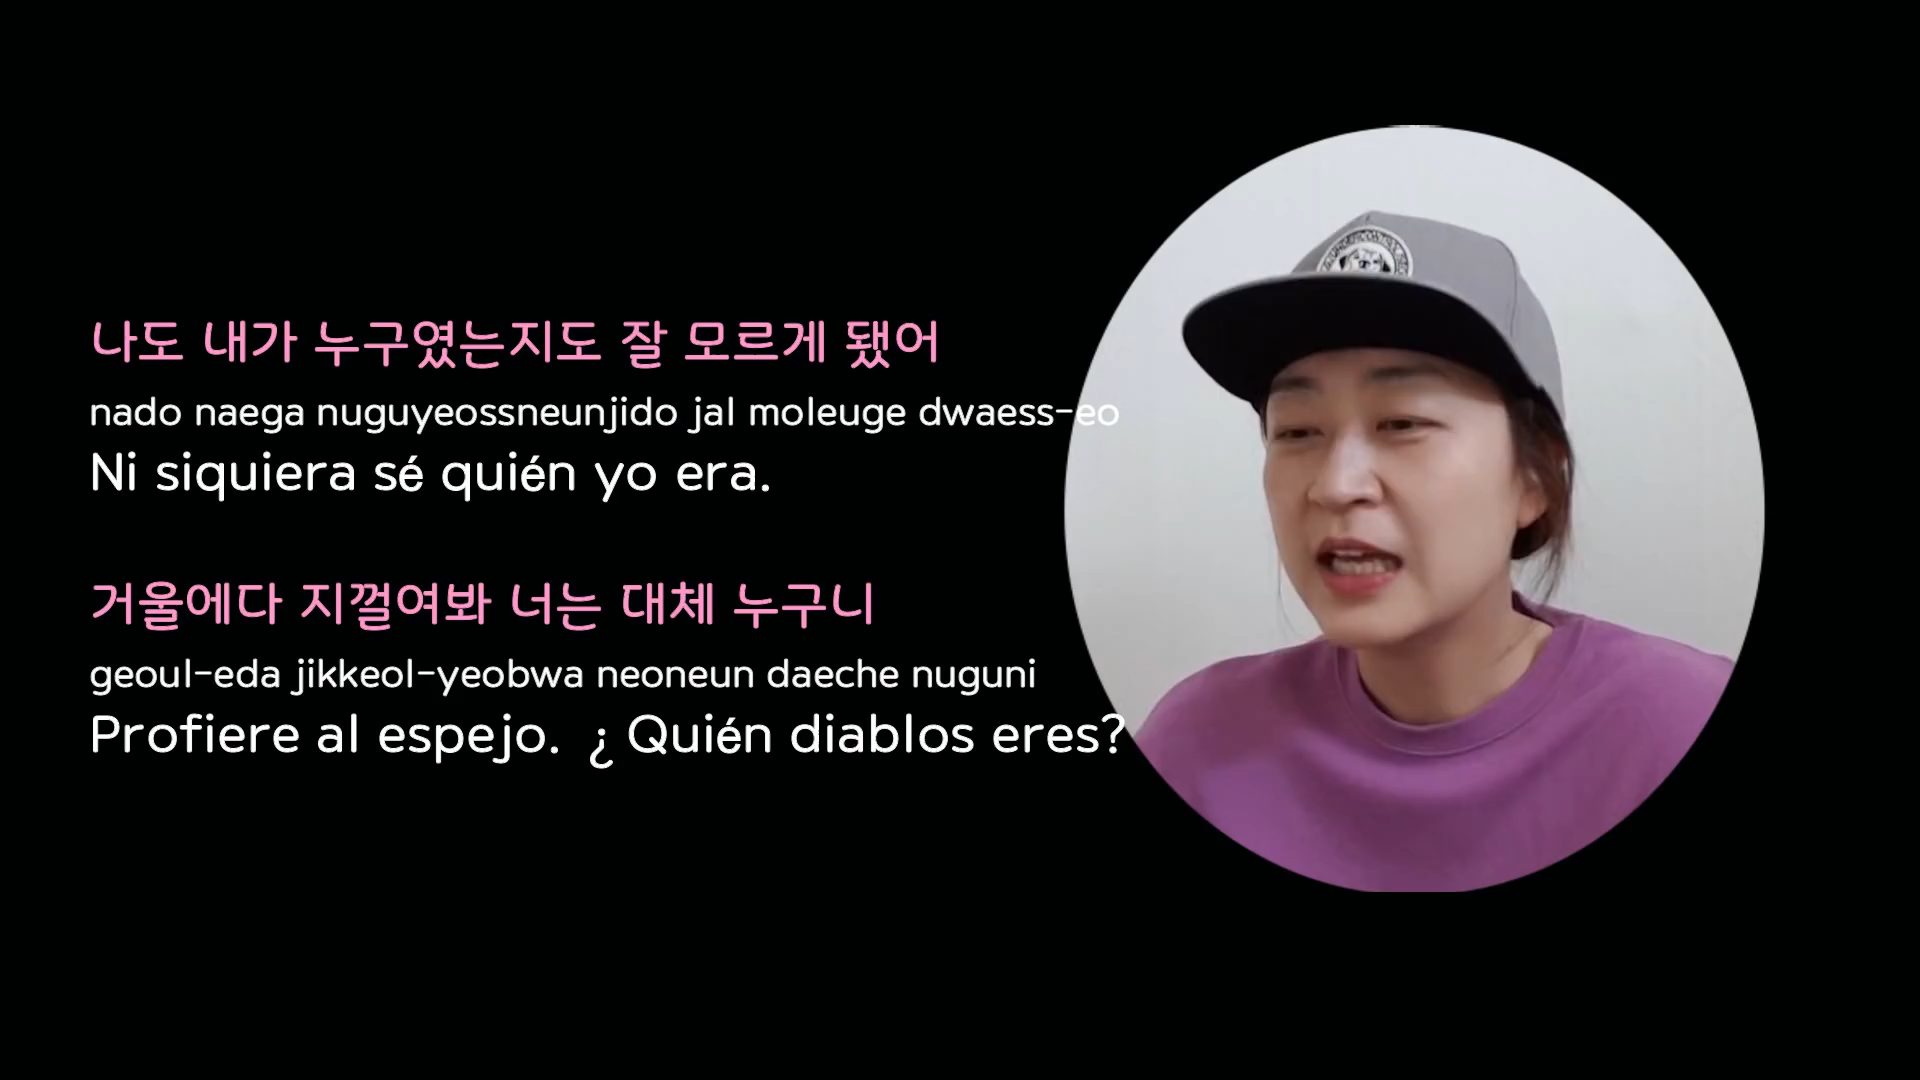 나도 내가 누구였는지도 잘 모르게 됐어
nado naega nuguyeossneunjido jal moleuge dwaess-eo
Ni siquiera sé quién yo era.
거울에다 지껄여봐 너는 대체 누구니
geoul-eda jikkeol-yeobwa neoneun daeche nuguni
Profiere al espejo.  ¿ Quién diablos eres?